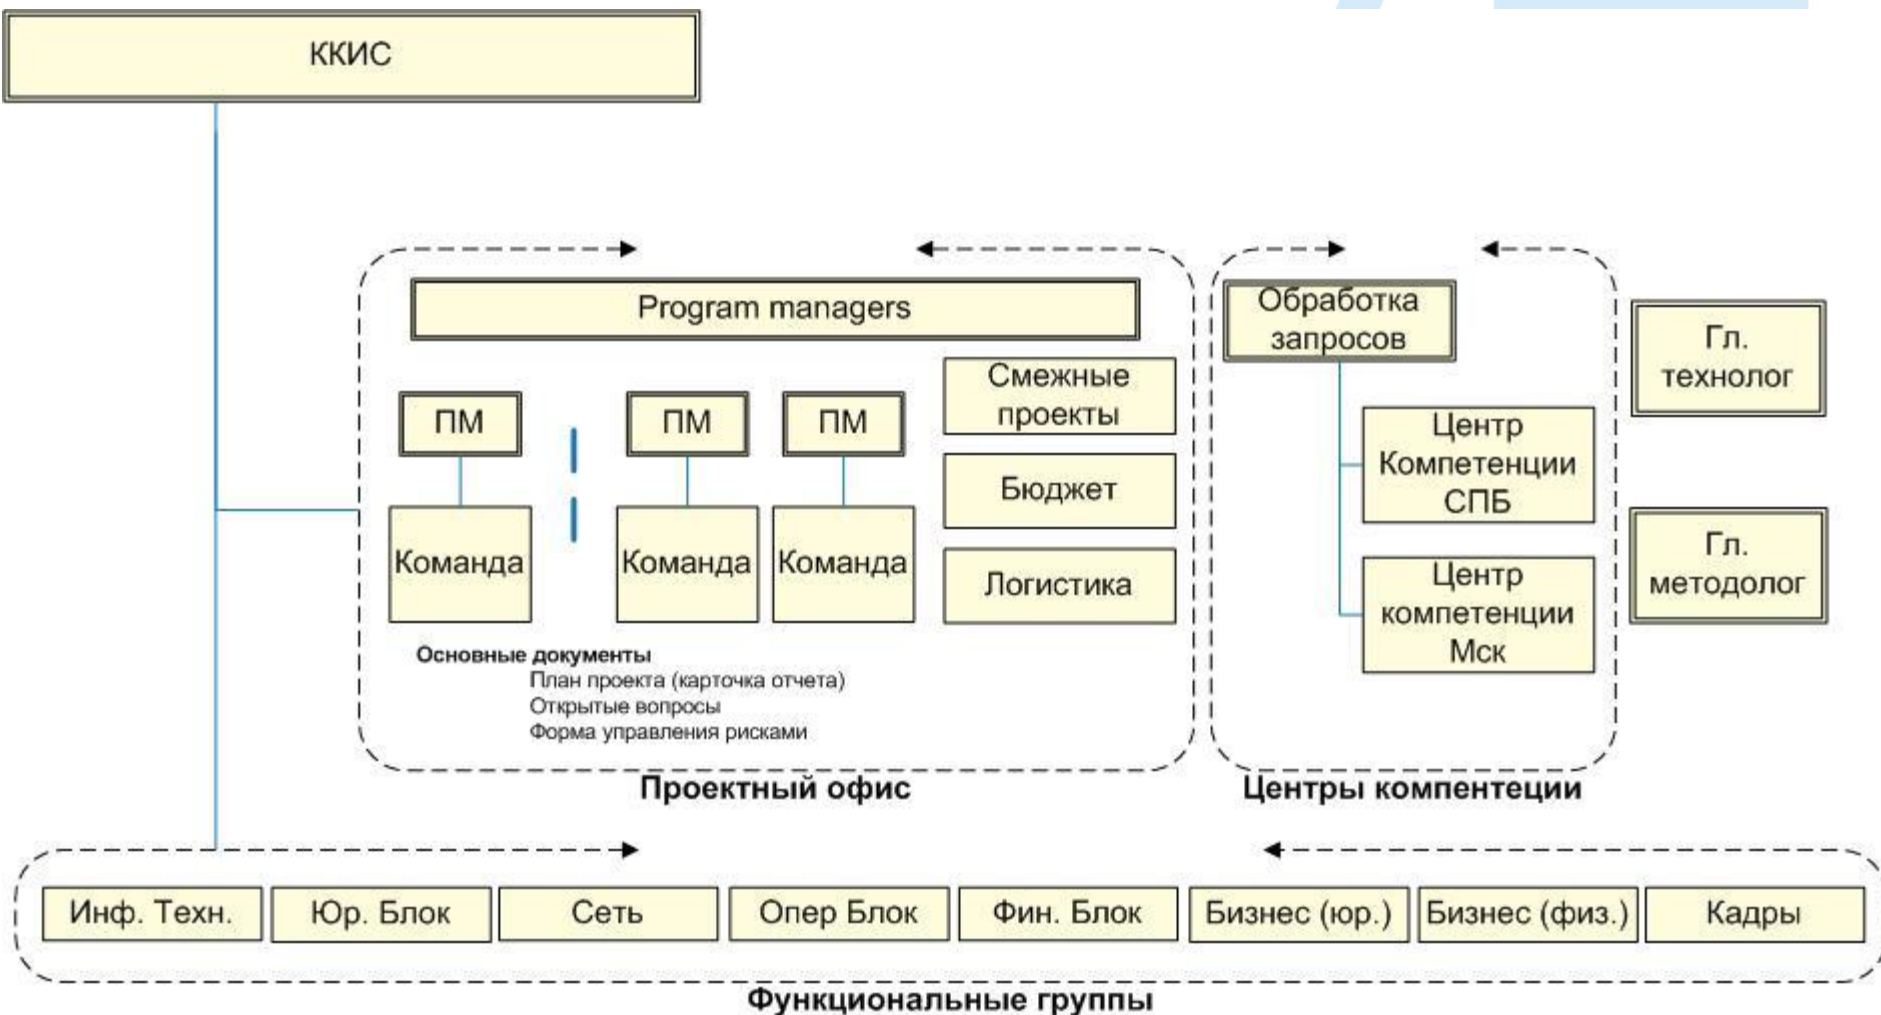 ККИС
Program managers
ПМ
ПМ
ПМ
Команда
Команда
Команда
Смежные
проекты
Бюджет
Логистика
Основные документы
План проекта (карточка отчета)
Открытые вопросы
Форма управления рисками
Проектный офис
Обработка
запросов
Центр
Компетенции
СПБ
Центр
компетенции
Мск
Центры компентеции
Гл.
технолог
Гл.
методолог
Инф. Техн.
Юр. Блок
Сеть
Опер Блок
Фин. Блок
Бизнес (юр.)
Бизнес (физ.)
Кадры
Функциональные группы